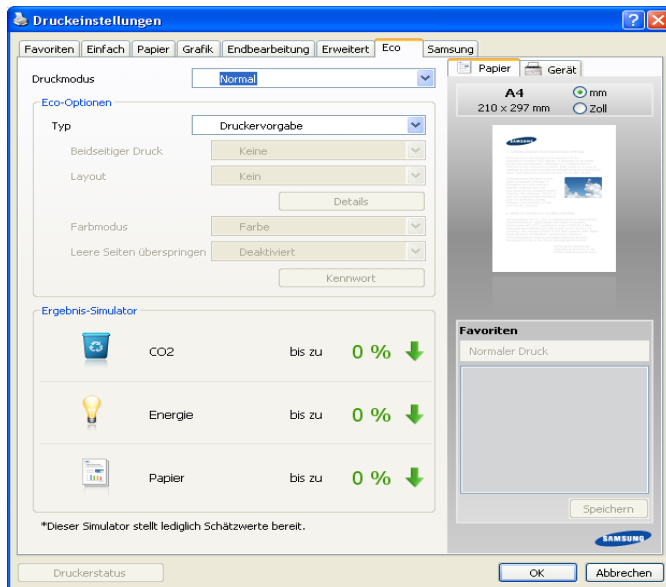 Druckeinstellungen
Favoriten Einfach Papier Grafik Endbearbeitung Erweitert Eco Samsung
Druckmodus Normal
Eco-Optionen
Typ Druckervorgabe
Beidseitiger Druck Keine
Layout Kein
Details
Farbmodus Farbe
Leere Seiten überspringen Deaktiviert
Kennwort
Ergebnis-Simulator
CO2 bis zu 0 %
Energie bis zu 0 %
Papier bis zu 0 %
*Dieser Simulator stellt lediglich Schätzwerte bereit.
Papier Gerät
A4 mm
210 x 297 mm Zoll
SAMSUNG
Favoriten
Normaler Druck
Speichern
SAMSUNG
Druckerstatus OK Abbrechen